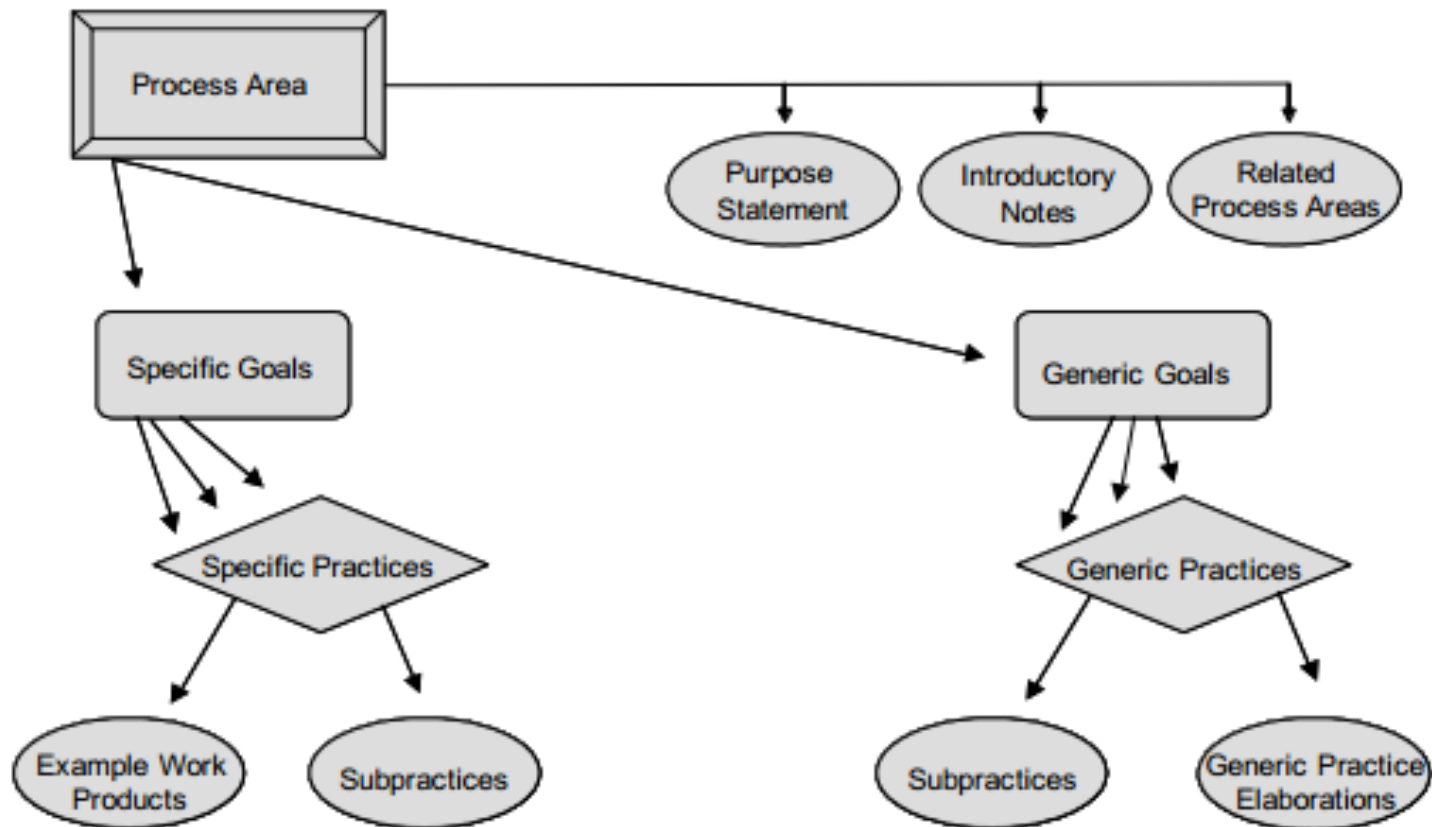 Process Area
Purpose
Statement
Introductory
Notes
Related
Process Areas
Specific Goals
Generic Goals
Specific Practices
Generic Practices
Example Work
Products
Subpractices
Subpractices
Generic Practice
Elaborations